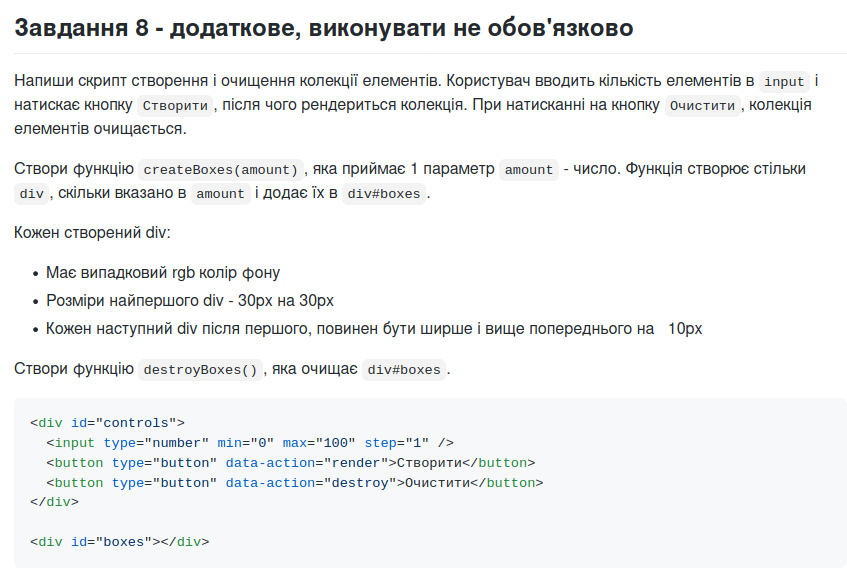 Завдання 8 - додаткове, виконувати не обов'язково
Напиши скрипт створення і очищення колекції елементів. Користувач вводить кількість елементів в input і
натискає кнопку Створити, після чого рендериться колекція. При натисканні на кнопку Очистити, колекція
елементів очищається.
Створи функцію createBoxes(amount), яка приймає 1 параметр amount - число. Функція створює стільки
div, скільки вказано в amount і додає їх в div#boxes.
Кожен створений div:
• Має випадковий rgb колір фону
• Розміри найпершого div - 30px на 30px
• Кожен наступний div після першого, повинен бути ширше і вище попереднього на 10px
Створи функцію destroyBoxes(), яка очищає div#boxes.
<div id="controls">
  <input type="number" min="0" max="100" step="1" />
  <button type="button" data-action="render">Створити</button>
  <button type="button" data-action="destroy">Очистити</button>
</div>
<div id="boxes"></div>